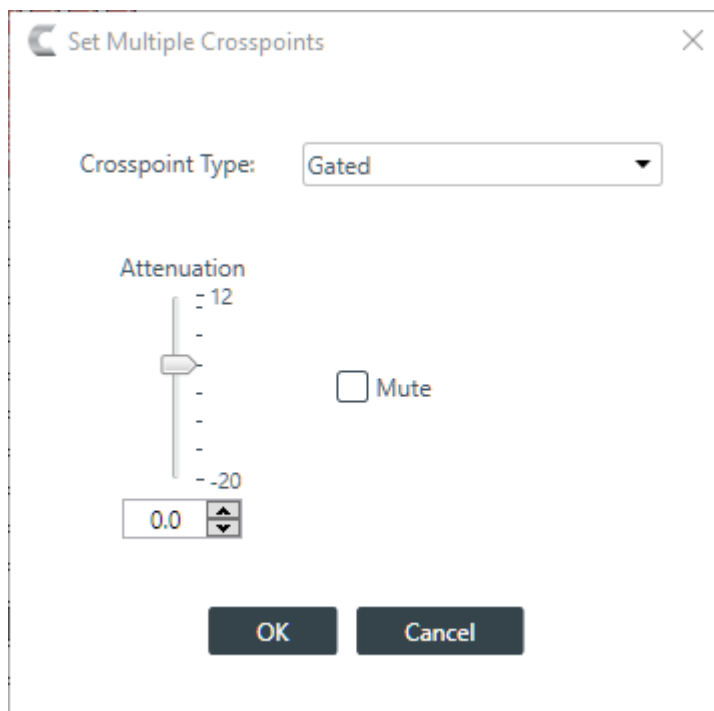 Set Multiple Crosspoints
Crosspoint Type: Gated
Attenuation
12
Mute
-20
0.0
OK Cancel